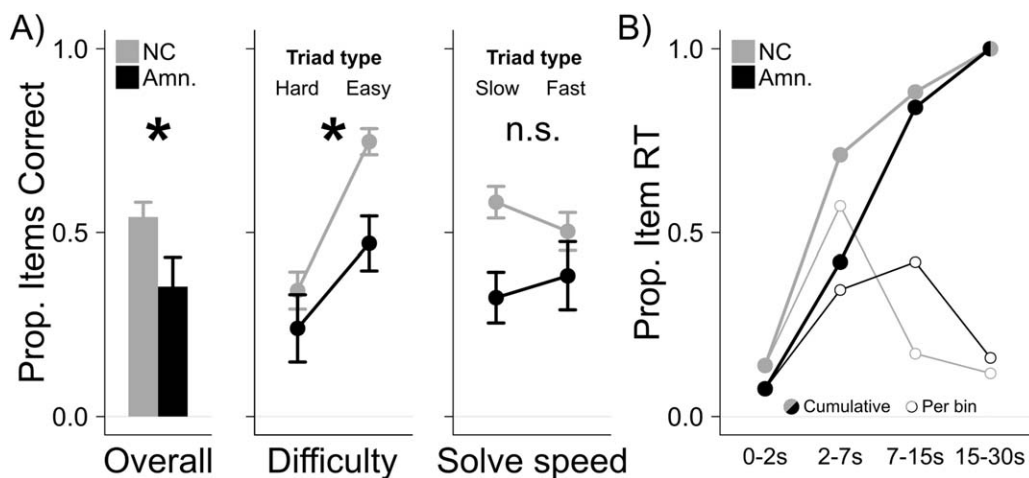 A)
Prop. Items Correct
1.0
0.5
0.0
NC
Amn.
*
Overall
Triad type
Hard Easy
*
Difficulty
Triad type
Slow Fast
n.s.
Solve speed
B)
Prop. Item RT
1.0
0.5
0.0
NC
Amn.
Cumulative Per bin
0-2s 2-7s 7-15s 15-30s